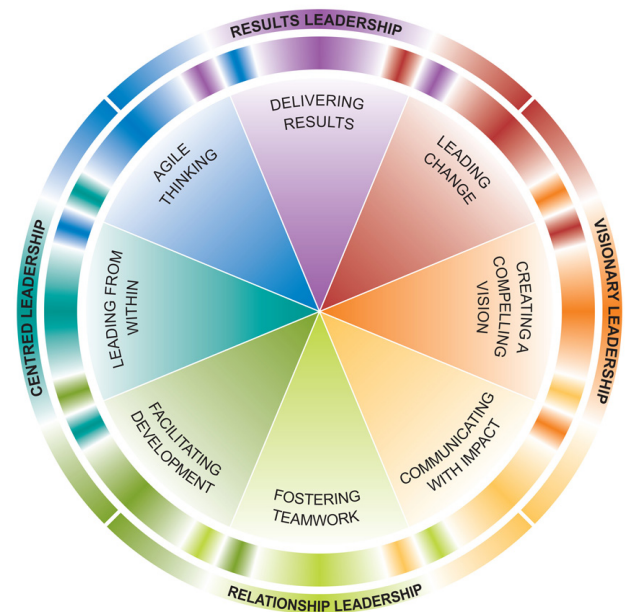 RESULTS LEADERSHIP
DELIVERING
RESULTS
LEADING
CHANGE
CREATING A
COMPELLING
VISION
VISIONARY LEADERSHIP
COMMUNICATING
WITH IMPACT
FOSTERING
TEAMWORK
RELATIONSHIP LEADERSHIP
FACILITATING
DEVELOPMENT
LEADING FROM
WITHIN
CENTRED LEADERSHIP
AGILE
THINKING